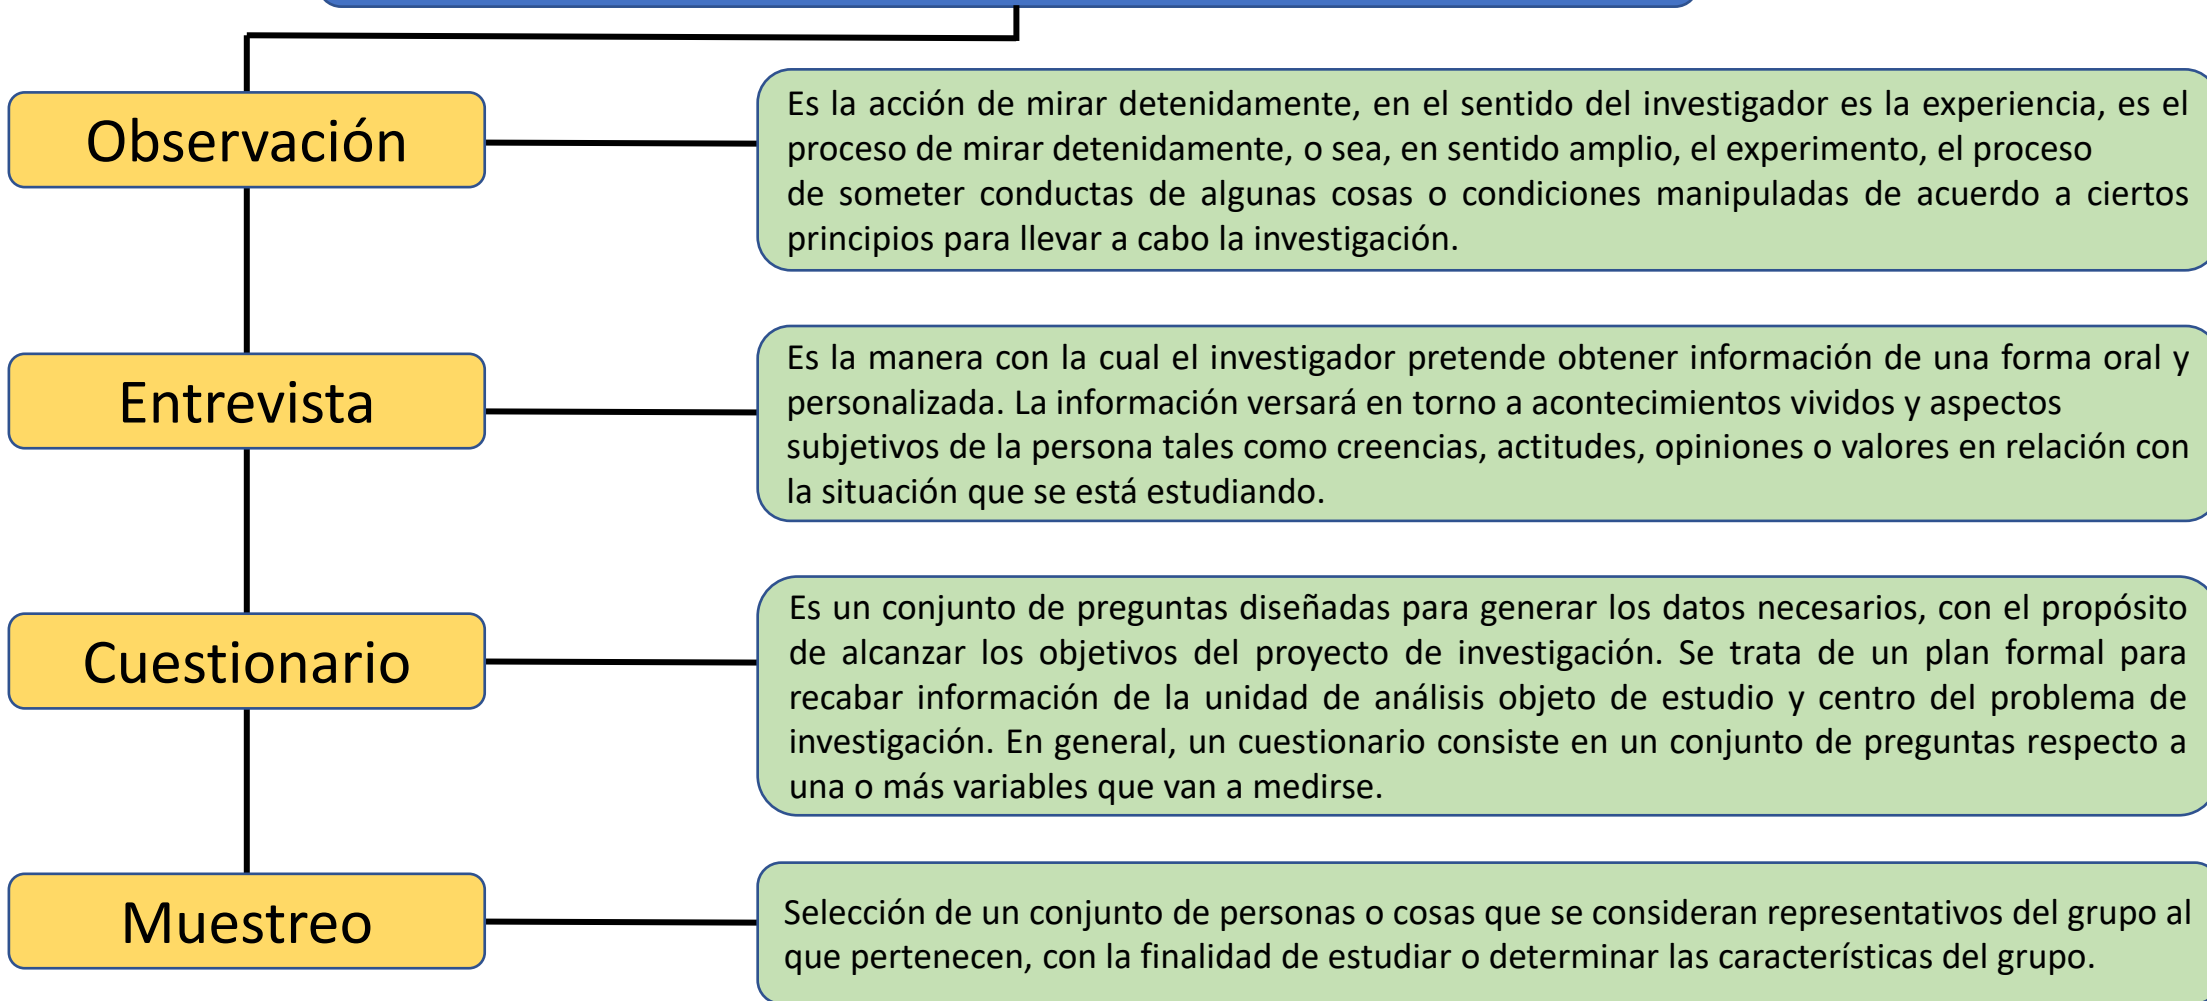 Observación
Es la acción de mirar detenidamente, en el sentido del investigador es la experiencia, es el
proceso de mirar detenidamente, o sea, en sentido amplio, el experimento, el proceso
de someter conductas de algunas cosas o condiciones manipuladas de acuerdo a ciertos
principios para llevar a cabo la investigación.
Entrevista
Es la manera con la cual el investigador pretende obtener información de una forma oral y
personalizada. La información versará en torno a acontecimientos vividos y aspectos
subjetivos de la persona tales como creencias, actitudes, opiniones o valores en relación con
la situación que se está estudiando.
Cuestionario
Es un conjunto de preguntas diseñadas para generar los datos necesarios, con el propósito
de alcanzar los objetivos del proyecto de investigación. Se trata de un plan formal para
recabar información de la unidad de análisis objeto de estudio y centro del problema de
investigación. En general, un cuestionario consiste en un conjunto de preguntas respecto a
una o más variables que van a medirse.
Muestreo
Selección de un conjunto de personas o cosas que se consideran representativos del grupo al
que pertenecen, con la finalidad de estudiar o determinar las características del grupo.